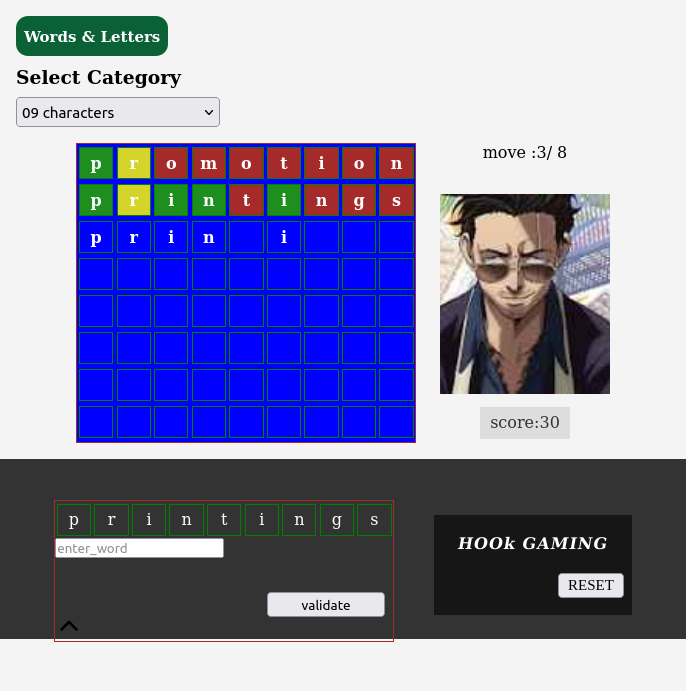 Words & Letters
Select Category
09 characters
p r o m o t i o n
move :3/ 8
p r i n t i n g s
p r i n i
score:30
p r i n t i n g s
enter_word
HOOk GAMING
RESET
validate